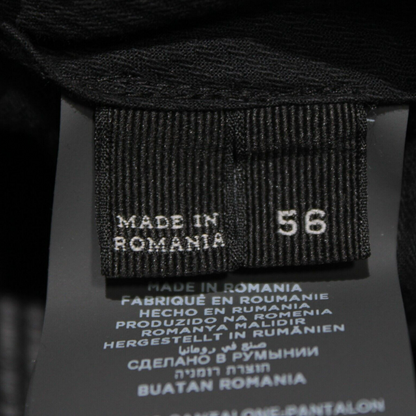 MADE IN
ROMANIA
56
MADE IN ROMANIA
FABRIQUÉ EN ROUMANIE
HECHO EN RUMANIA
PRODUZIDO NA ROMENIA
ROMANYA MALIDIR
HERGESTELLT IN RUMÄNIEN
صنع في رومانيا
СДЕЛАНО В РУМЫНИИ
תוצרת רומניה
BUATAN ROMANIA